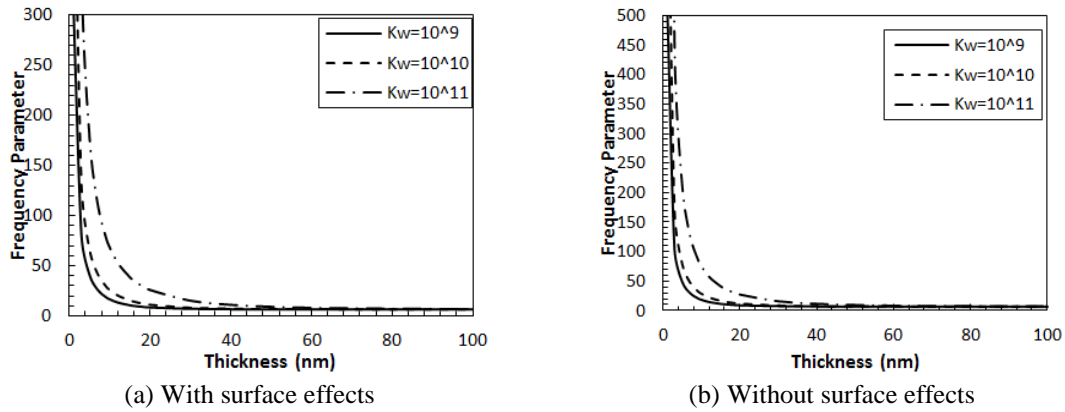 300
250
200
150
100
50
0
Frequency Parameter
Kw=10^9
Kw=10^10
Kw=10^11
0 20 40 60 80 100
Thickness (nm)
(a) With surface effects
500
450
400
350
300
250
200
150
100
50
0
Frequency Parameter
Kw=10^9
Kw=10^10
Kw=10^11
0 20 40 60 80 100
Thickness (nm)
(b) Without surface effects